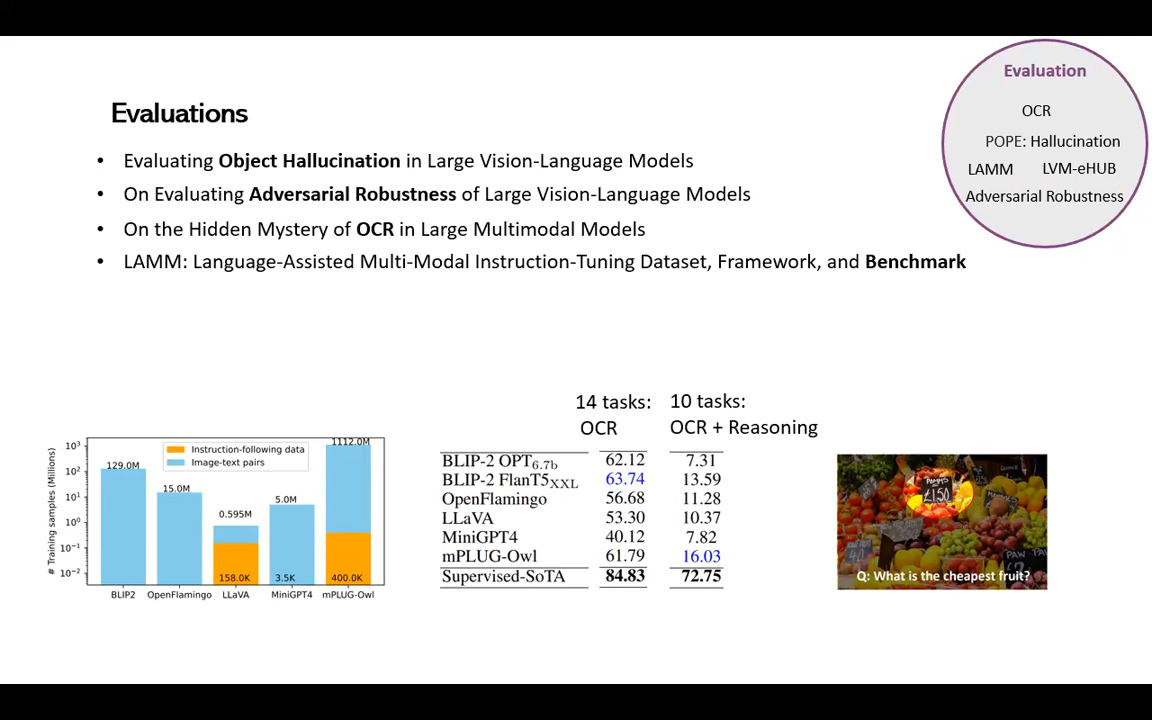 Evaluation
OCR
POPE: Hallucination
LAMM LVM-eHUB
Adversarial Robustness
Evaluations
• Evaluating Object Hallucination in Large Vision-Language Models
• On Evaluating Adversarial Robustness of Large Vision-Language Models
• On the Hidden Mystery of OCR in Large Multimodal Models
• LAMM: Language-Assisted Multi-Modal Instruction-Tuning Dataset, Framework, and Benchmark
# Training samples (Millions)
10³
10²
10¹
10⁰
10⁻¹
10⁻²
Instruction-following data
Image-text pairs
129.0M
15.0M
0.595M
5.0M
1112.0M
158.0K 3.5K 400.0K
BLIP2 OpenFlamingo LLaVA MiniGPT4 mPLUG-Owl
14 tasks: 10 tasks:
OCR OCR + Reasoning
BLIP-2 OPT6.7b 62.12 7.31
BLIP-2 FlanT5XXL 63.74 13.59
OpenFlamingo 56.68 11.28
LLaVA 53.30 10.37
MiniGPT4 40.12 7.82
mPLUG-Owl 61.79 16.03
Supervised-SoTA 84.83 72.75
£1.50
PAW PAW
Q: What is the cheapest fruit?